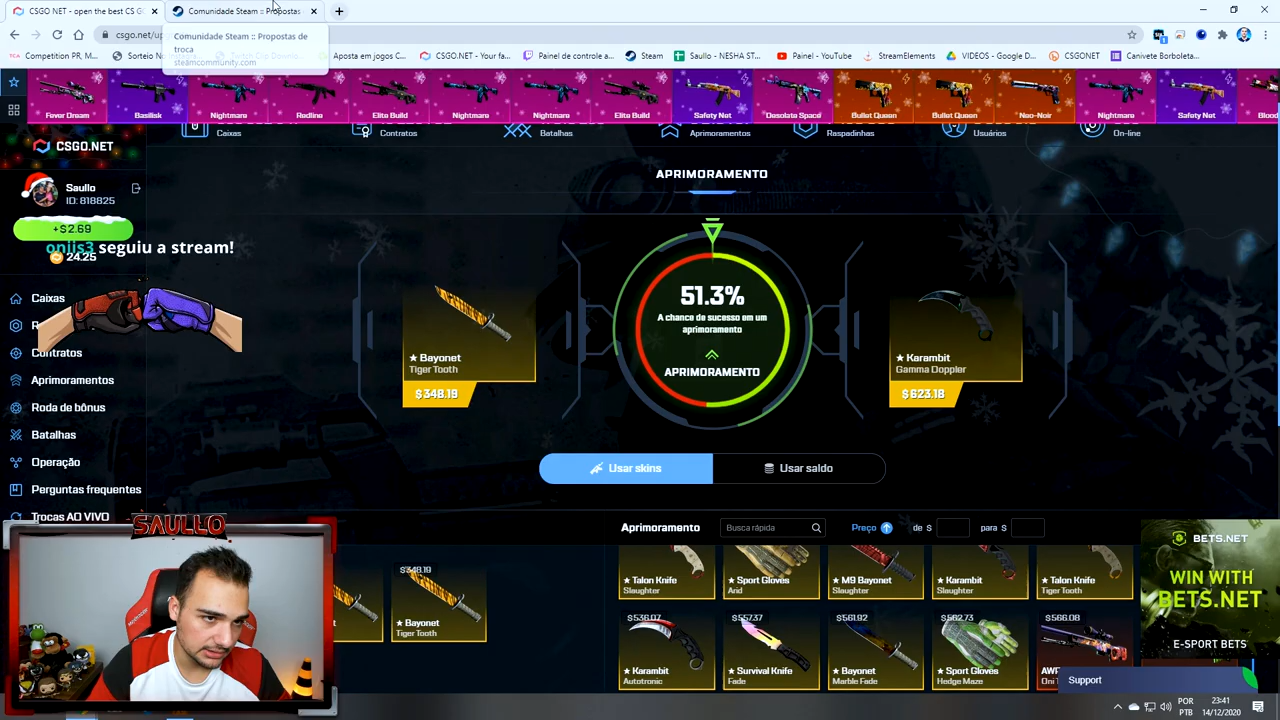 CSGO NET - open the best CS GO
Comunidade Steam :: Propostas
csgo.net/up
Comunidade Steam :: Propostas de
troca
steamcommunity.com
Competition PR, M...
Sorteio
Aposta em jogos C...
CSGO.NET - Your fa...
Painel de controle a...
Steam
Saullo - NESHA ST...
Painel - YouTube
StreamElements
VIDEOS - Google D...
CSGONET
Canivete Borboleta...
Fever Dream
Basilisk
Nightmare
Redline
Elite Build
Nightmare
Nightmare
Elite Build
Safety Net
Desolate Space
Bullet Queen
Bullet Queen
Neo-Noir
Nightmare
Safety Net
Blood
CSGO.NET
Caixas
Contratos
Batalhas
Aprimoramentos
Raspadinhas
Usuários
On-line
Saullo
ID: 818825
+$2.69
onjis3 seguiu a stream!
24.25
APRIMORAMENTO
51.3%
A chance de sucesso em um
aprimoramento
APRIMORAMENTO
★ Bayonet
Tiger Tooth
$348.19
★ Karambit
Gamma Doppler
$623.18
Caixas
R
Contratos
Aprimoramentos
Roda de bônus
Batalhas
Operação
Perguntas frequentes
Trocas AO VIVO
Usar skins
Usar saldo
Aprimoramento
Busca rápida
Preço
de $
para $
SAULLO
$348.19
★ Bayonet
Tiger Tooth
★ Talon Knife
Slaughter
★ Sport Gloves
Arid
★ M9 Bayonet
Slaughter
★ Karambit
Slaughter
★ Talon Knife
Tiger Tooth
$536.07
★ Karambit
Autotronic
$557.37
★ Survival Knife
Fade
$561.92
★ Bayonet
Marble Fade
$562.73
★ Sport Gloves
Hedge Maze
$566.08
AWP
Oni T
BETS.NET
WIN WITH
BETS.NET
E-SPORT BETS
Support
POR
PTB
23:41
14/12/2020